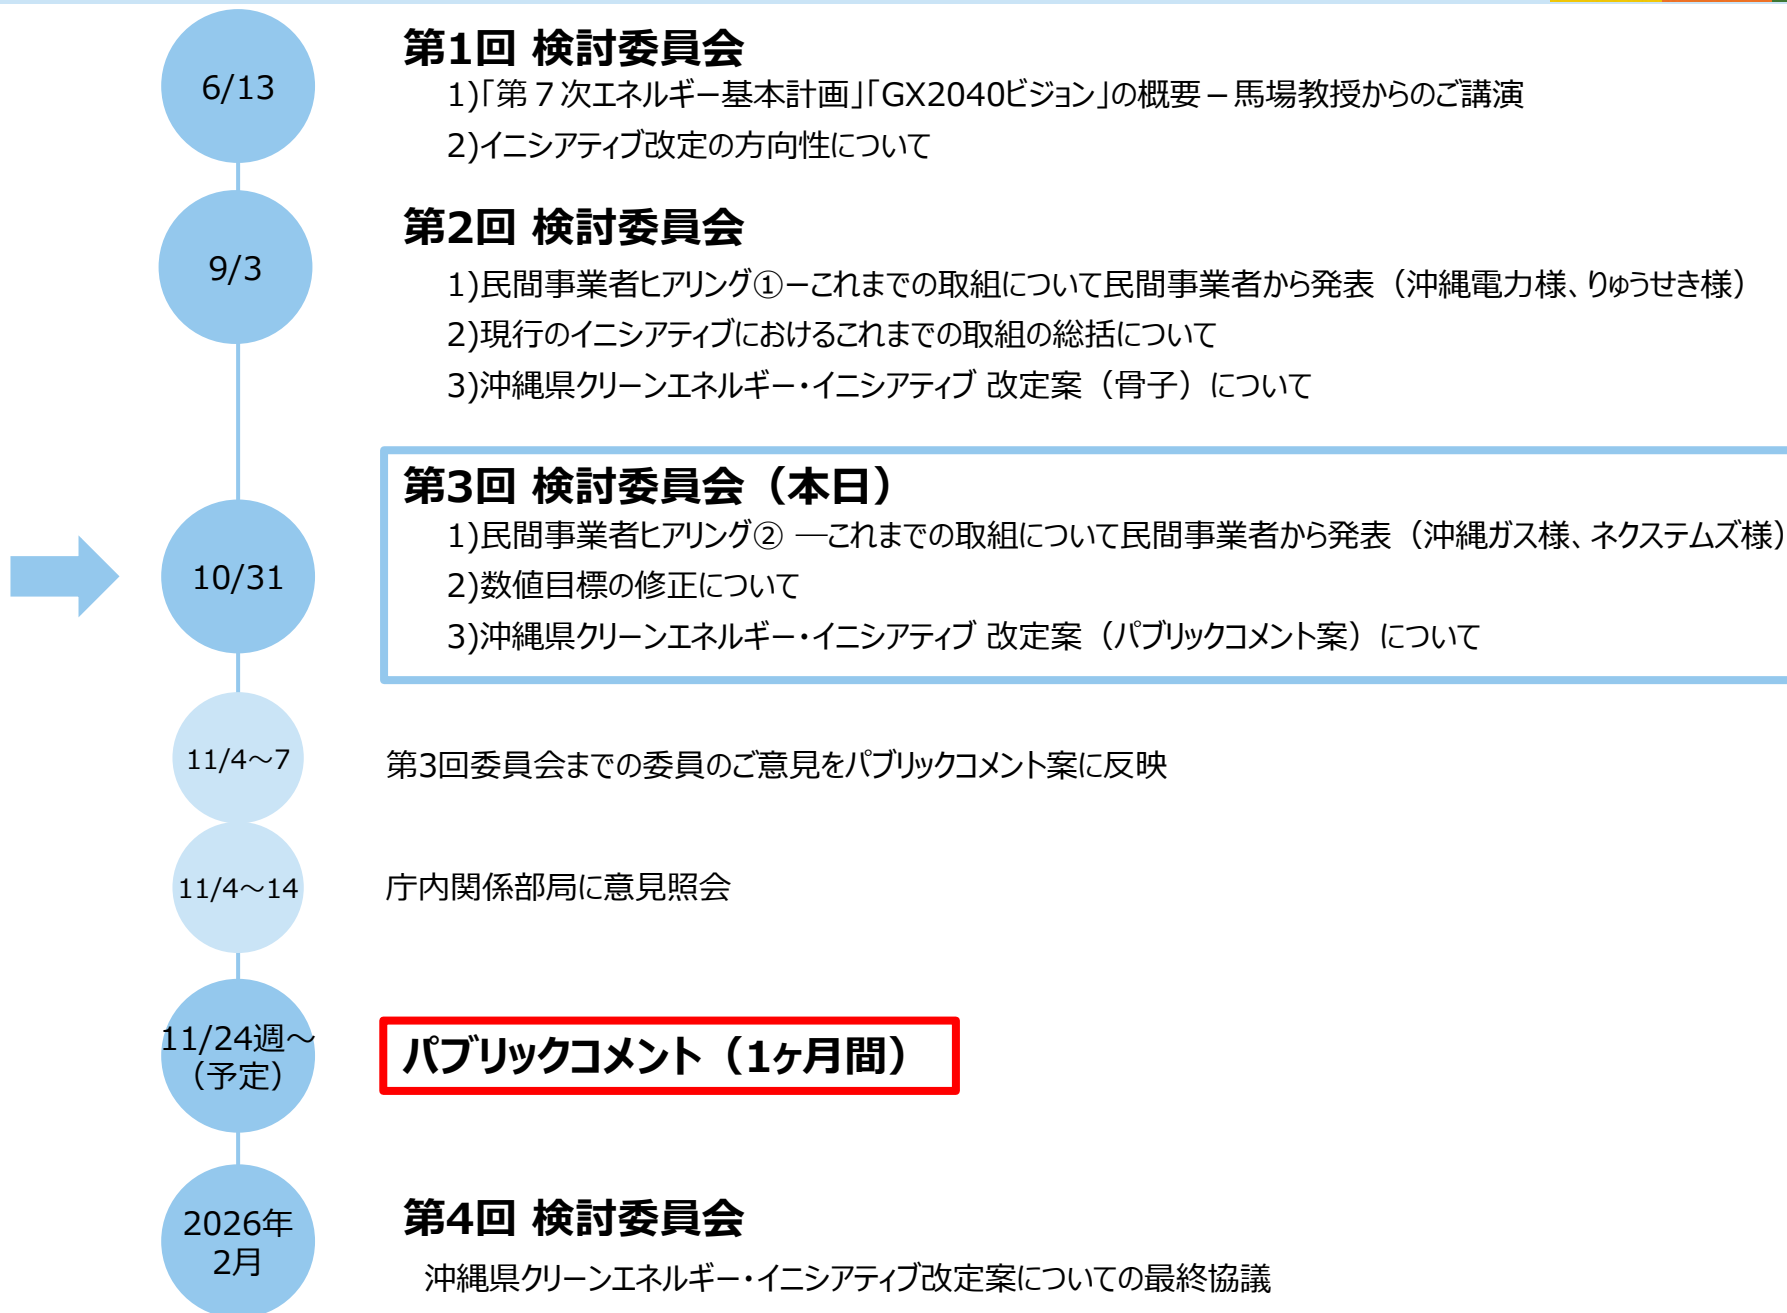 6/13
第1回 検討委員会
1)「第７次エネルギー基本計画」「GX2040ビジョン」の概要－馬場教授からのご講演
2)イニシアティブ改定の方向性について
9/3
第2回 検討委員会
1)民間事業者ヒアリング①ーこれまでの取組について民間事業者から発表（沖縄電力様、りゅうせき様）
2)現行のイニシアティブにおけるこれまでの取組の総括について
3)沖縄県クリーンエネルギー・イニシアティブ 改定案（骨子）について
10/31
第3回 検討委員会（本日）
1)民間事業者ヒアリング② ―これまでの取組について民間事業者から発表（沖縄ガス様、ネクステムズ様）
2)数値目標の修正について
3)沖縄県クリーンエネルギー・イニシアティブ 改定案（パブリックコメント案）について
11/4～7
第3回委員会までの委員のご意見をパブリックコメント案に反映
11/4～14
庁内関係部局に意見照会
11/24週～
（予定）
パブリックコメント（1ヶ月間）
2026年
2月
第4回 検討委員会
沖縄県クリーンエネルギー・イニシアティブ改定案についての最終協議